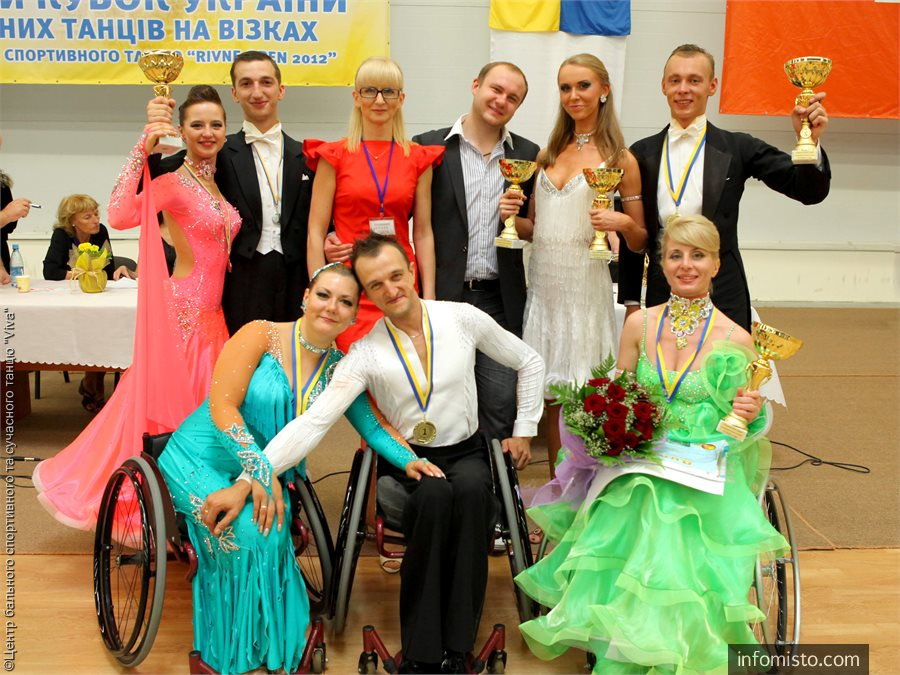 И КУБОК УКРАЇНИ
НИХ ТАНЦІВ НА ВІЗКАХ
СПОРТИВНОГО ТАНЦЮ "RIVNE OPEN 2012"
©Центр бального спортивного та сучасного танцю "Viva"
1
infomisto.com